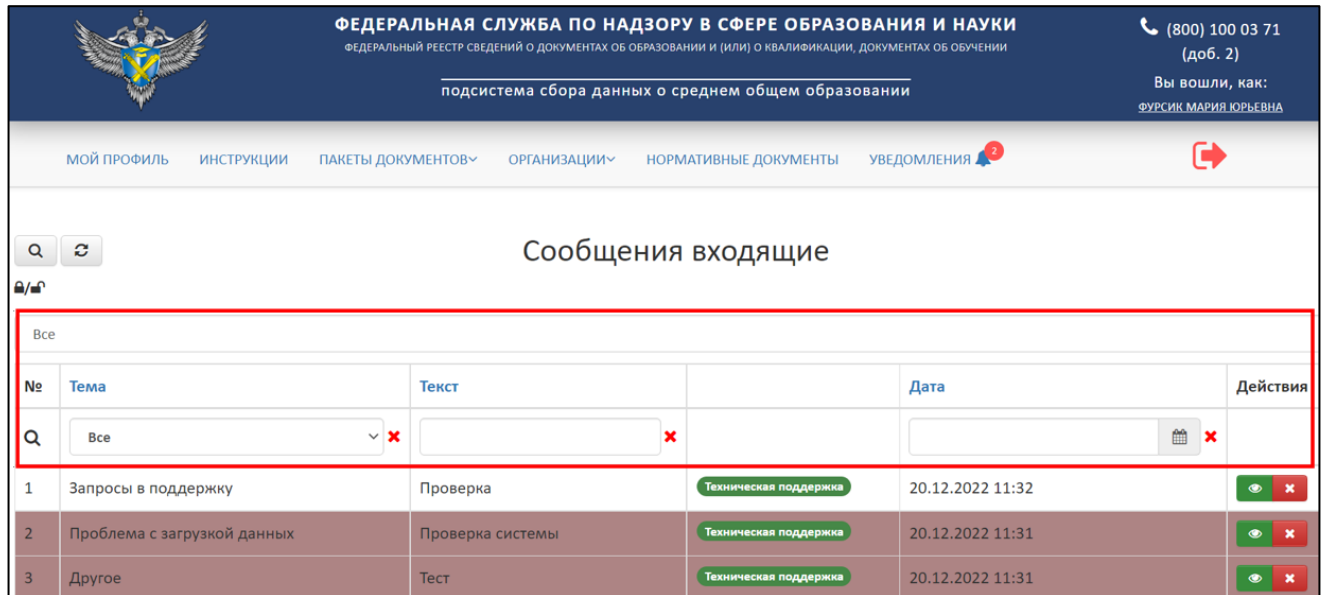 ФЕДЕРАЛЬНАЯ СЛУЖБА ПО НАДЗОРУ В СФЕРЕ ОБРАЗОВАНИЯ И НАУКИ
ФЕДЕРАЛЬНЫЙ РЕЕСТР СВЕДЕНИЙ О ДОКУМЕНТАХ ОБ ОБРАЗОВАНИИ И (ИЛИ) О КВАЛИФИКАЦИИ, ДОКУМЕНТАХ ОБ ОБУЧЕНИИ
подсистема сбора данных о среднем общем образовании
(800) 100 03 71
(доб. 2)
Вы вошли, как:
ФУРСИК МАРИЯ ЮРЬЕВНА
МОЙ ПРОФИЛЬ ИНСТРУКЦИИ ПАКЕТЫ ДОКУМЕНТОВ ОРГАНИЗАЦИИ НОРМАТИВНЫЕ ДОКУМЕНТЫ УВЕДОМЛЕНИЯ 2
Сообщения входящие
/
Все
№ Тема Текст Дата Действия
Все
1 Запросы в поддержку Проверка Техническая поддержка 20.12.2022 11:32
2 Проблема с загрузкой данных Проверка системы Техническая поддержка 20.12.2022 11:31
3 Другое Тест Техническая поддержка 20.12.2022 11:31